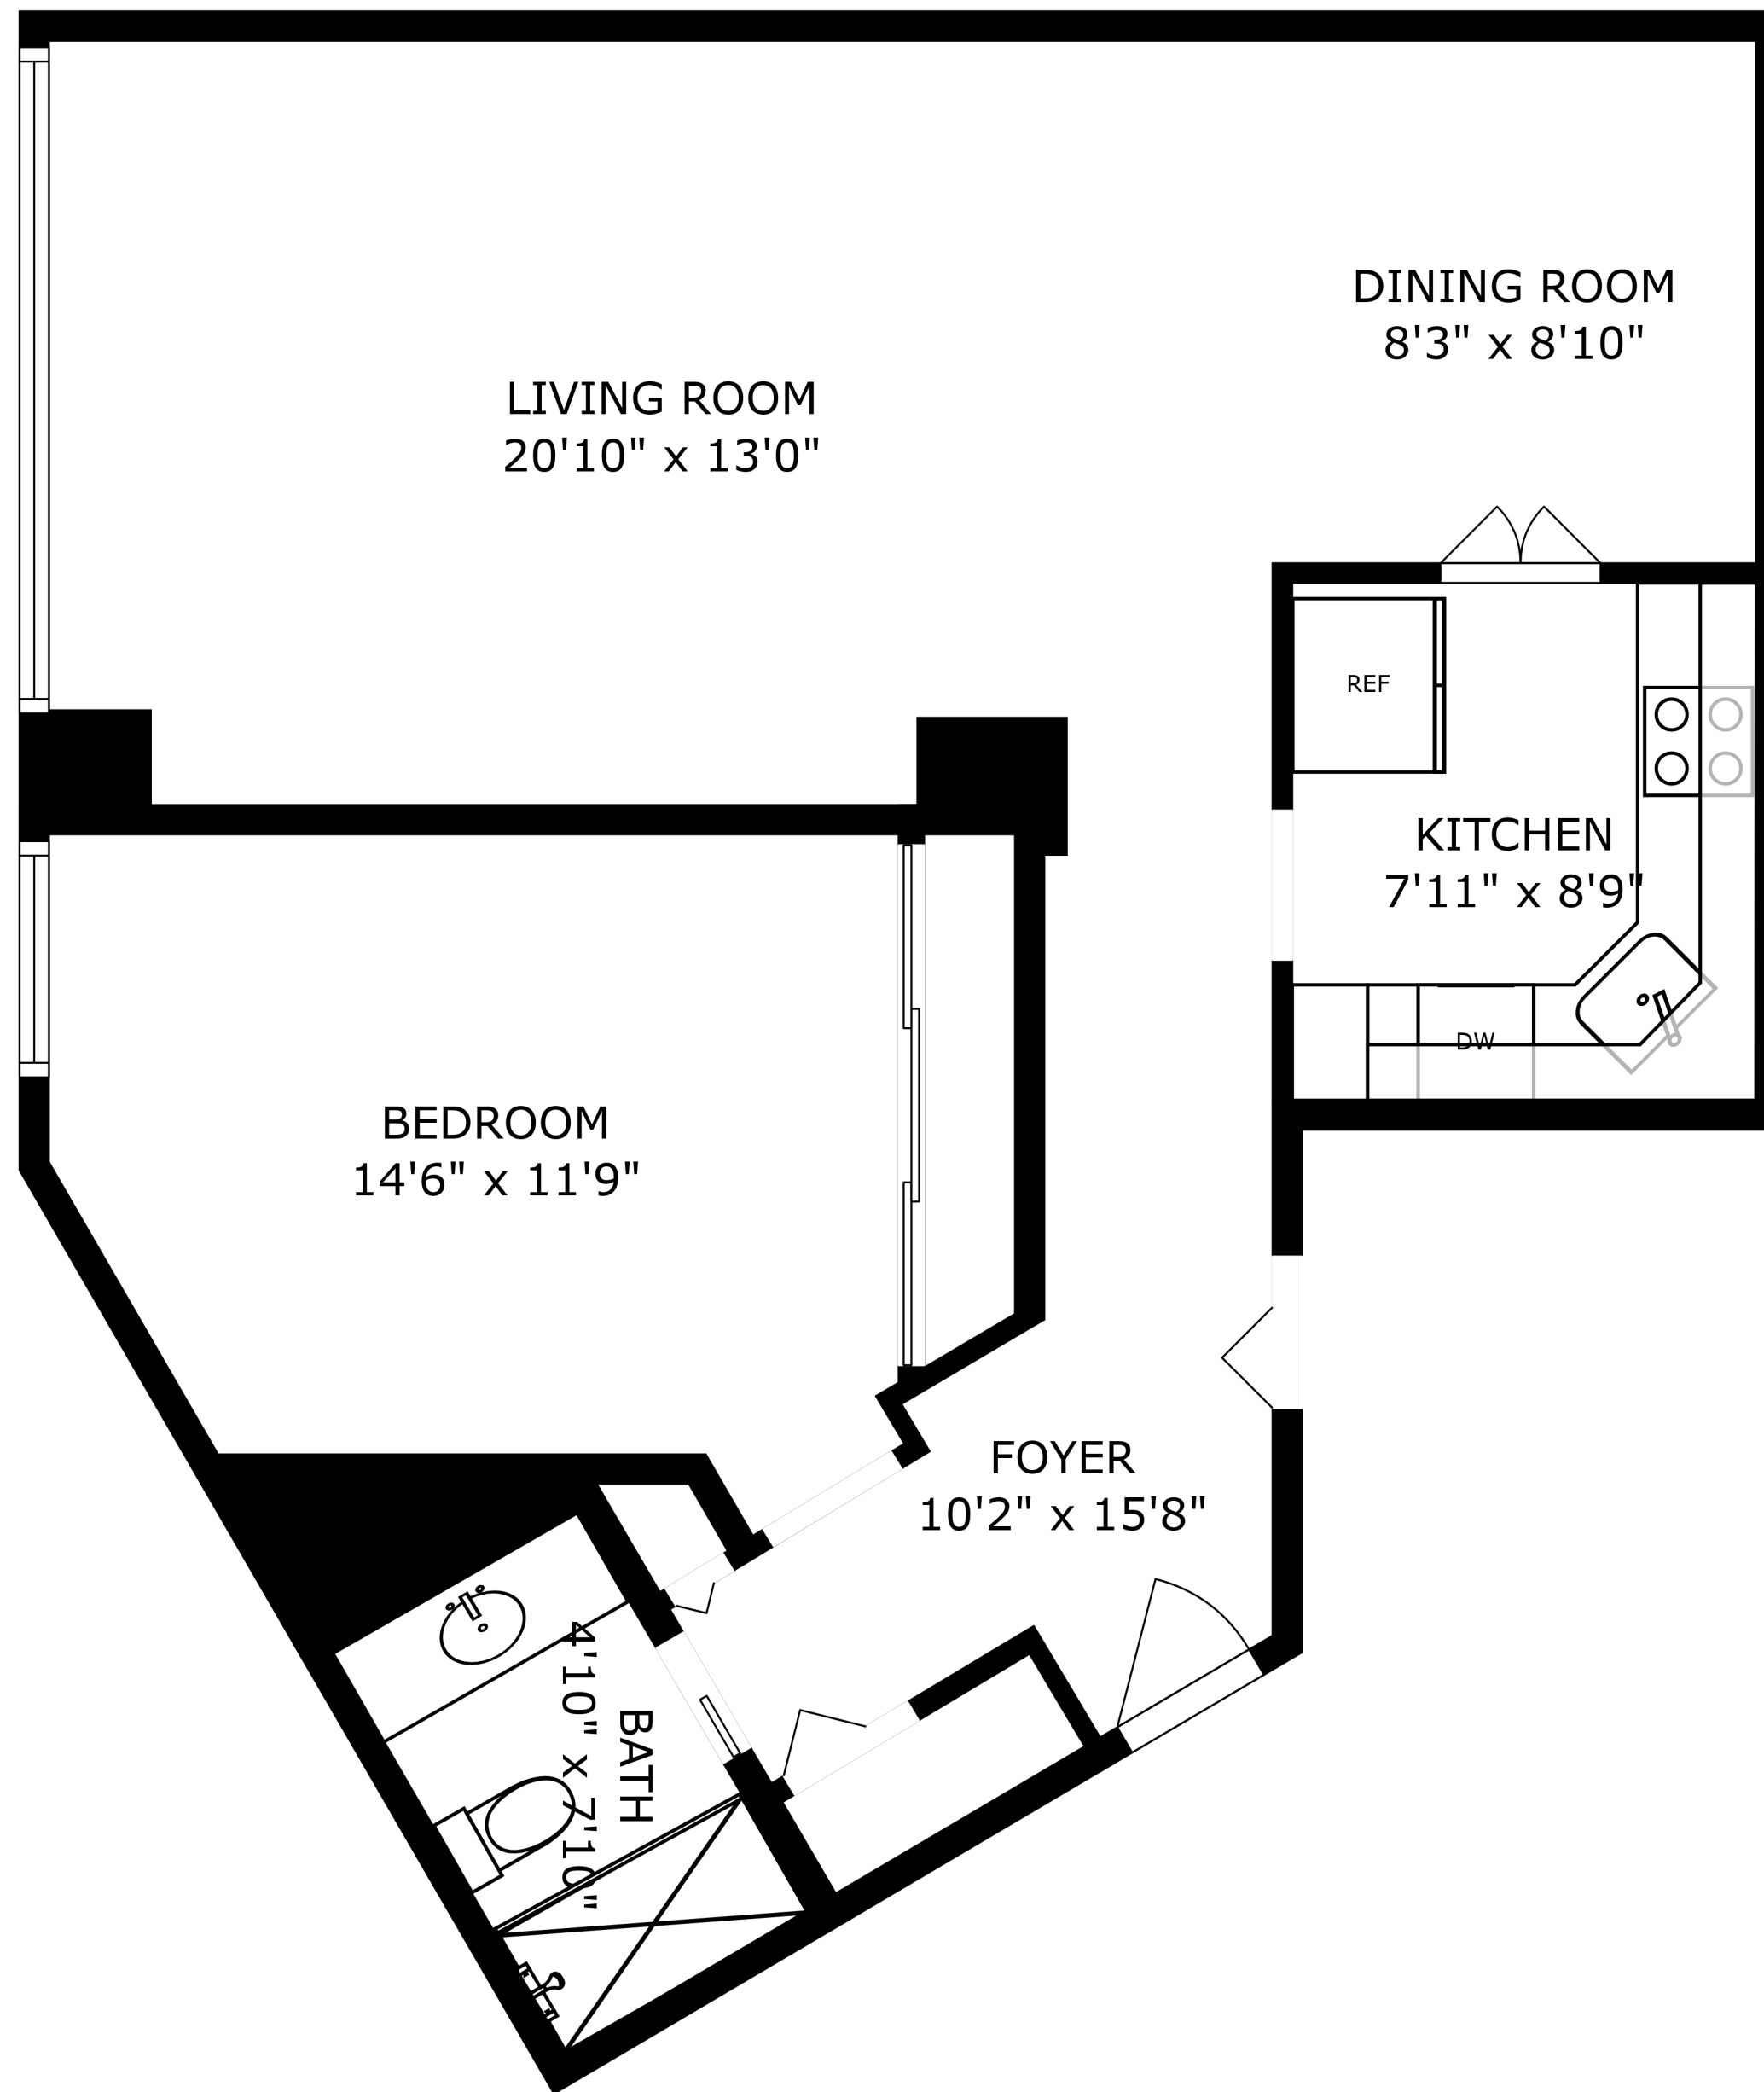 DINING ROOM
8'3" x 8'10"
LIVING ROOM
20'10" x 13'0"
REF
KITCHEN
7'11" x 8'9"
DW
BEDROOM
14'6" x 11'9"
FOYER
10'2" x 15'8"
BATH
4'10" x 7'10"